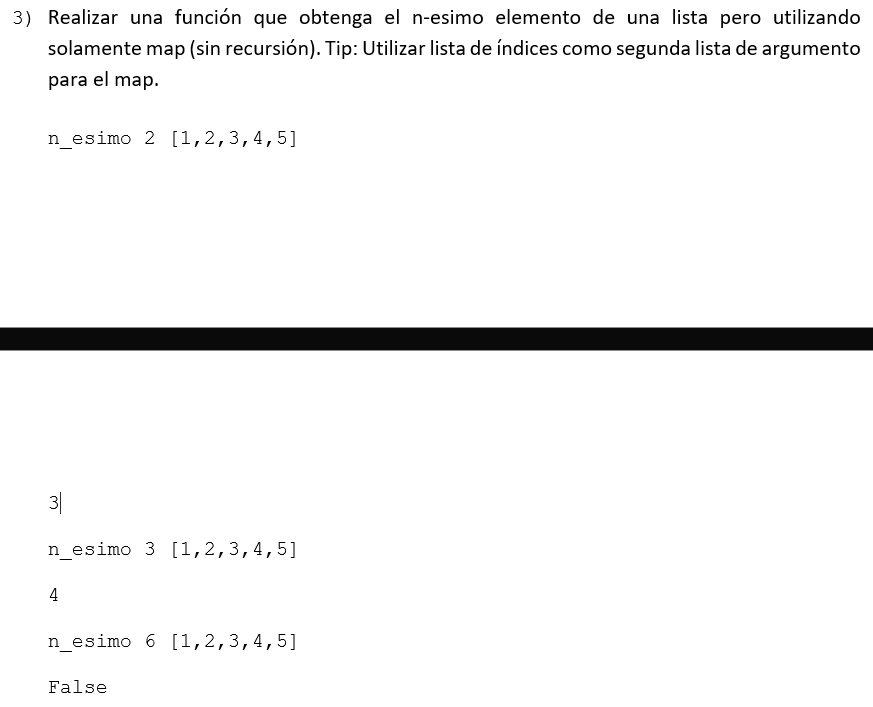 3) Realizar una función que obtenga el n-esimo elemento de una lista pero utilizando
solamente map (sin recursión). Tip: Utilizar lista de índices como segunda lista de argumento
para el map.
n_esimo 2 [1,2,3,4,5]
3
n_esimo 3 [1,2,3,4,5]
4
n_esimo 6 [1,2,3,4,5]
False